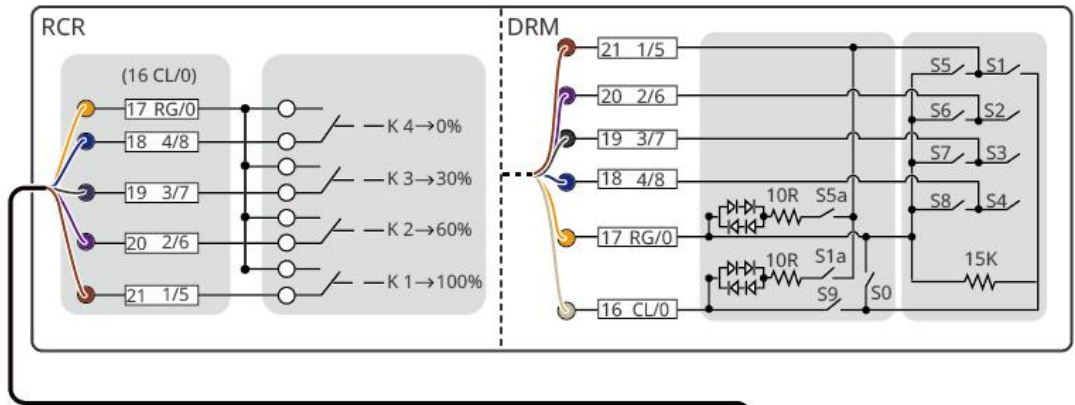 RCR
(16 CL/0)
17 RG/0
18 4/8
19 3/7
20 2/6
21 1/5
K 4→0%
K 3→30%
K 2→60%
K 1→100%
DRM
21 1/5
20 2/6
19 3/7
18 4/8
17 RG/0
16 CL/0
10R S5a
10R S1a
S9
S0
S5 S1
S6 S2
S7 S3
S8 S4
15K